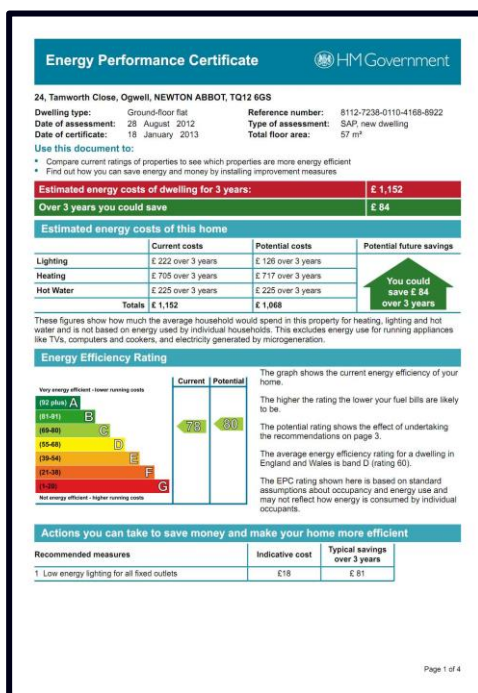 Energy Performance Certificate
HM Government
24, Tamworth Close, Ogwell, NEWTON ABBOT, TQ12 6GS
Dwelling type: Ground-floor flat
Reference number: 8112-7238-0110-4168-8922
Date of assessment: 28 August 2012
Type of assessment: SAP, new dwelling
Date of certificate: 18 January 2013
Total floor area: 57 m²
Use this document to:
• Compare current ratings of properties to see which properties are more energy efficient
• Find out how you can save energy and money by installing improvement measures
Estimated energy costs of dwelling for 3 years: £ 1,152
Over 3 years you could save £ 84
Estimated energy costs of this home
Current costs Potential costs Potential future savings
Lighting £ 222 over 3 years £ 126 over 3 years
Heating £ 705 over 3 years £ 717 over 3 years
Hot Water £ 225 over 3 years £ 225 over 3 years
Totals £ 1,152 £ 1,068
You could
save £ 84
over 3 years
These figures show how much the average household would spend in this property for heating, lighting and hot
water and is not based on energy used by individual households. This excludes energy use for running appliances
like TVs, computers and cookers, and electricity generated by microgeneration.
Energy Efficiency Rating
Current Potential
Very energy efficient - lower running costs
(92 plus) A
(81-91) B
(69-80) C
(55-68) D
(39-54) E
(21-38) F
(1-20) G
Not energy efficient - higher running costs
78
80
The graph shows the current energy efficiency of your
home.
The higher the rating the lower your fuel bills are likely
to be.
The potential rating shows the effect of undertaking
the recommendations on page 3.
The average energy efficiency rating for a dwelling in
England and Wales is band D (rating 60).
The EPC rating shown here is based on standard
assumptions about occupancy and energy use and
may not reflect how energy is consumed by individual
occupants.
Actions you can take to save money and make your home more efficient
Recommended measures Indicative cost Typical savings
over 3 years
1 Low energy lighting for all fixed outlets £18 £ 81
Page 1 of 4